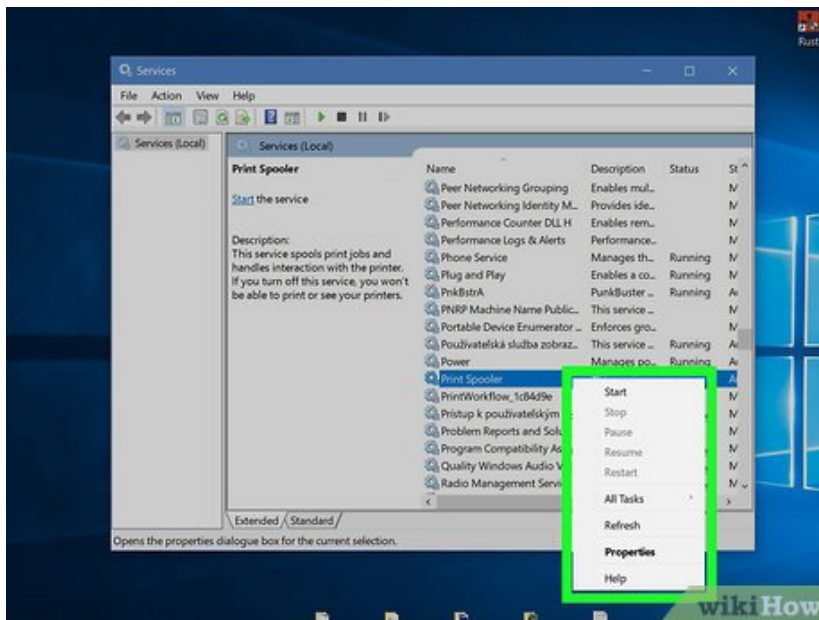 Rust
Services
File Action View Help
Services (Local)
Services (Local)
Print Spooler
Start the service
Description:
This service spools print jobs and
handles interaction with the printer.
If you turn off this service, you won't
be able to print or see your printers.
Name Description Status St
Peer Networking Grouping Enables mul... M
Peer Networking Identity M... Provides ide... M
Performance Counter DLL H Enables rem... M
Performance Logs & Alerts Performance... M
Phone Service Manages th... Running M
Plug and Play Enables a co... Running M
PnkBstrA PunkBuster ... Running A
PNRP Machine Name Public... This service ... M
Portable Device Enumerator ... Enforces gro... M
Používatelská služba zobraz... This service ... Running A
Power Manages po... Running A
Print Spooler A
PrintWorkflow_1c84d9e M
Prístup k používatelským M
Problem Reports and Solu M
Program Compatibility As M
Quality Windows Audio V M
Radio Management Servi M
Start
Stop
Pause
Resume
Restart
All Tasks
Refresh
Properties
Help
Extended Standard
Opens the properties dialogue box for the current selection.
wikiHow